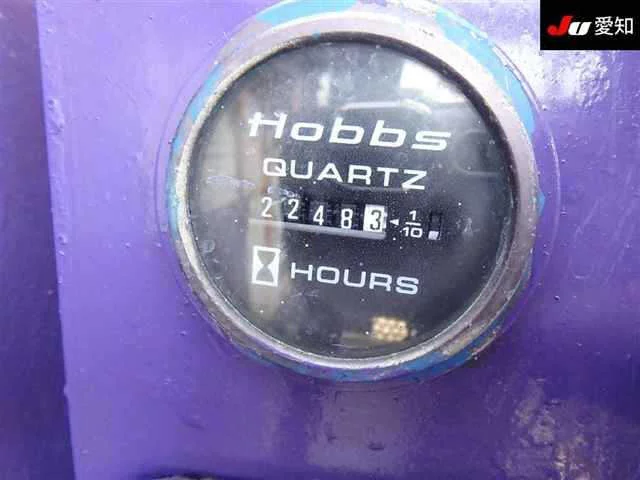 JU 愛知
Hobbs
QUARTZ
22483 ◄ 1/10
HOURS